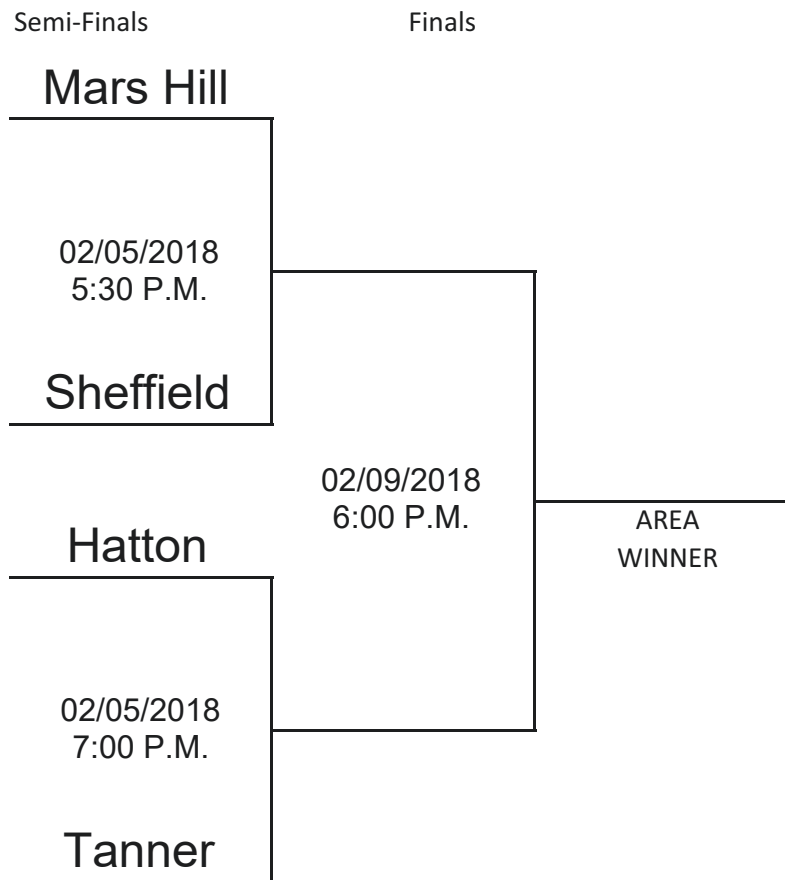 Semi-Finals
Finals
Mars Hill
02/05/2018
5:30 P.M.
Sheffield
02/09/2018
6:00 P.M.
AREA
WINNER
Hatton
02/05/2018
7:00 P.M.
Tanner